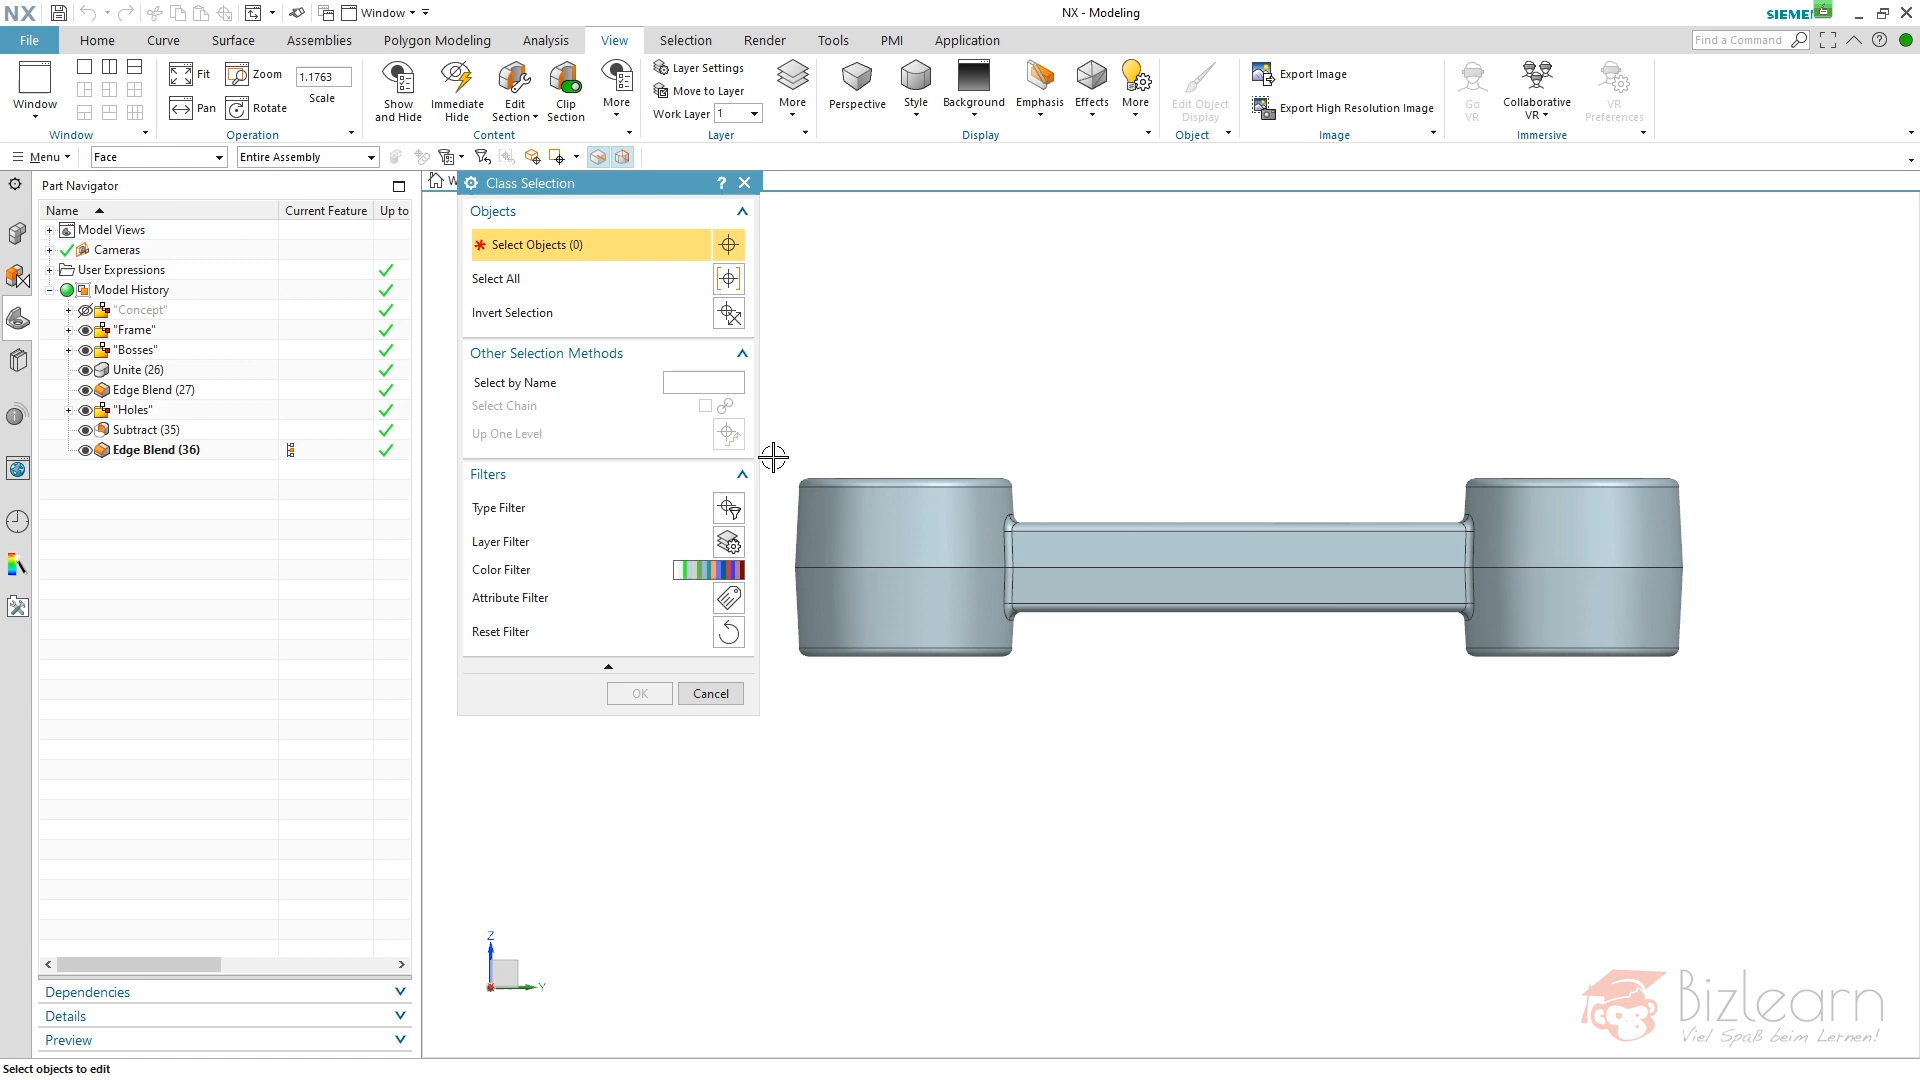 NX
Window
NX - Modeling
SIEME
File
Home
Curve
Surface
Assemblies
Polygon Modeling
Analysis
View
Selection
Render
Tools
PMI
Application
Find a Command
Window
Window
Fit
Zoom
1.1763
Pan
Rotate
Scale
Operation
Show
and Hide
Immediate
Hide
Edit
Section
Clip
Section
More
Content
Layer Settings
Move to Layer
Work Layer 1
More
Layer
Perspective
Style
Background
Emphasis
Effects
More
Display
Edit Object
Display
Object
Export Image
Export High Resolution Image
Image
Go
VR
Collaborative
VR
VR
Preferences
Immersive
Menu
Face
Entire Assembly
Part Navigator
Name
Current Feature
Up to
Model Views
Cameras
User Expressions
Model History
"Concept"
"Frame"
"Bosses"
Unite (26)
Edge Blend (27)
"Holes"
Subtract (35)
Edge Blend (36)
Dependencies
Details
Preview
W
Class Selection
?
Objects
* Select Objects (0)
Select All
Invert Selection
Other Selection Methods
Select by Name
Select Chain
Up One Level
Filters
Type Filter
Layer Filter
Color Filter
Attribute Filter
Reset Filter
OK
Cancel
Z
Y
Bizlearn
Viel Spaß beim Lernen!
Select objects to edit